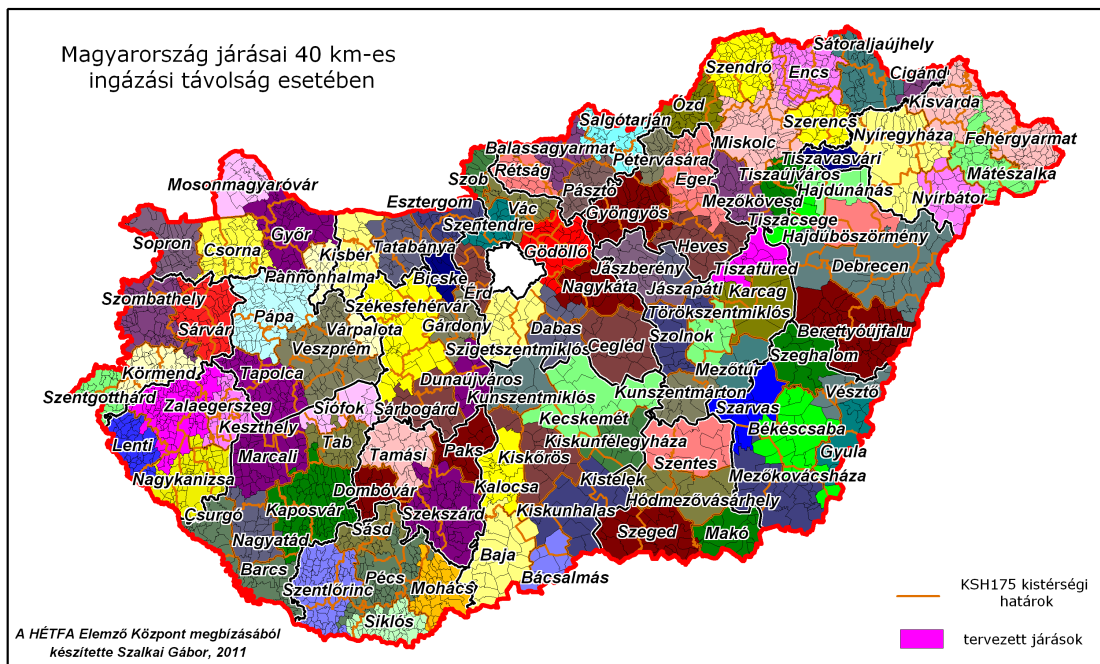 Magyarország járásai 40 km-es
ingázási távolság esetében
Sátoraljaújhely
Szendrő
Encs
Cigánd
Ózd
Kisvárda
Salgótarján
Szerencs
Nyíregyháza
Fehérgyarmat
Balassagyarmat
Miskolc
Pétervására
Tiszavasvári
Rétság
Eger
Tiszaújváros
Mátészalka
Szob
Pásztó
Hajdúnánás
Mosonmagyaróvár
Mezőkövesd
Nyírbátor
Esztergom
Vác
Gyöngyös
Szentendre
Tiszacsege
Győr
Hajdúböszörmény
Sopron
Tatabánya
Heves
Csorna
Kisbér
Gödöllő
Jászberény
Debrecen
Pannonhalma
Bicske
Tiszafüred
Érd
Nagykáta
Jászapáti
Karcag
Szombathely
Székesfehérvár
Pápa
Törökszentmiklós
Sárvár
Várpalota
Gárdony
Dabas
Berettyóújfalu
Szolnok
Veszprém
Szigetszentmiklós
Cegléd
Szeghalom
Körmend
Tapolca
Mezőtúr
Dunaújváros
Szentgotthárd
Kunszentmiklós
Kunszentmárton
Vésztő
Zalaegerszeg
Siófok
Sárbogárd
Szarvas
Keszthely
Kecskemét
Békéscsaba
Lenti
Tab
Kiskunfélegyháza
Marcali
Tamási
Paks
Gyula
Kiskőrös
Szentes
Nagykanizsa
Kistelek
Mezőkovácsháza
Dombóvár
Kalocsa
Hódmezővásárhely
Csurgó
Kaposvár
Szekszárd
Kiskunhalas
Sásd
Szeged
Makó
Nagyatád
Baja
Barcs
Pécs
Bácsalmás
Szentlőrinc
Mohács
Siklós
KSH175 kistérségi
határok
tervezett járások
A HÉTFA Elemző Központ megbízásából
készítette Szalkai Gábor, 2011